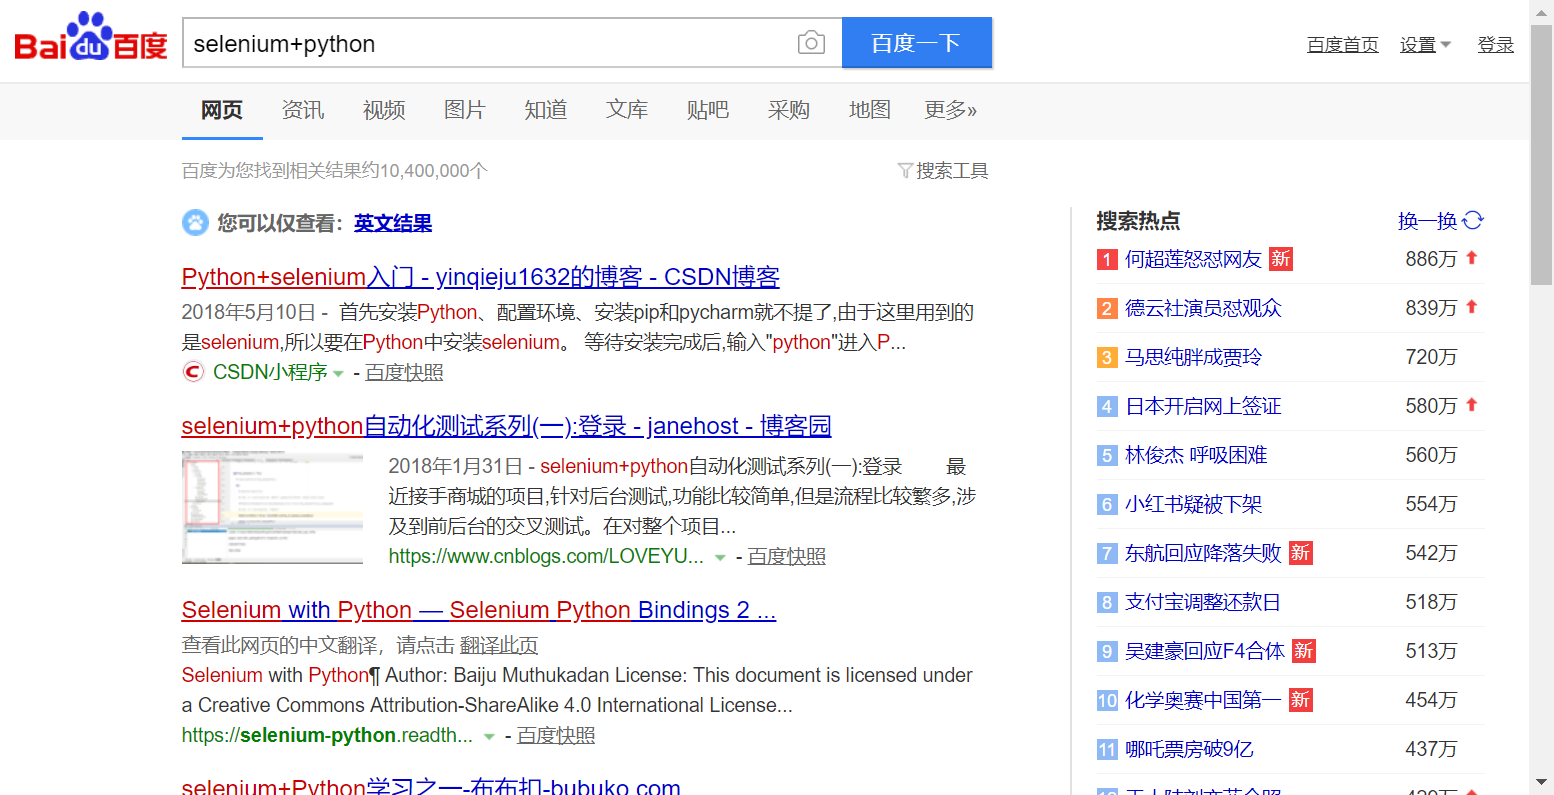 Bai du 百度
selenium+python
百度一下
百度首页 设置 登录
网页 资讯 视频 图片 知道 文库 贴吧 采购 地图 更多»
百度为您找到相关结果约10,400,000个
搜索工具
您可以仅查看：英文结果
Python+selenium入门 - yinqieju1632的博客 - CSDN博客
2018年5月10日 - 首先安装Python、配置环境、安装pip和pycharm就不提了,由于这里用到的
是selenium,所以要在Python中安装selenium。 等待安装完成后,输入"python"进入P...
CSDN小程序 - 百度快照
selenium+python自动化测试系列(一):登录 - janehost - 博客园
2018年1月31日 - selenium+python自动化测试系列(一):登录 最
近接手商城的项目,针对后台测试,功能比较简单,但是流程比较繁多,涉
及到前后台的交叉测试。在对整个项目...
https://www.cnblogs.com/LOVEYU... - 百度快照
Selenium with Python — Selenium Python Bindings 2 ...
查看此网页的中文翻译，请点击 翻译此页
Selenium with Python¶ Author: Baiju Muthukadan License: This document is licensed under
a Creative Commons Attribution-ShareAlike 4.0 International License...
https://selenium-python.readth... - 百度快照
selenium+Python学习之一-布布扣-bubuko.com
搜索热点 换一换
1 何超莲怒怼网友 新 886万
2 德云社演员怼观众 839万
3 马思纯胖成贾玲 720万
4 日本开启网上签证 580万
5 林俊杰 呼吸困难 560万
6 小红书疑被下架 554万
7 东航回应降落失败 新 542万
8 支付宝调整还款日 518万
9 吴建豪回应F4合体 新 513万
10 化学奥赛中国第一 新 454万
11 哪吒票房破9亿 437万